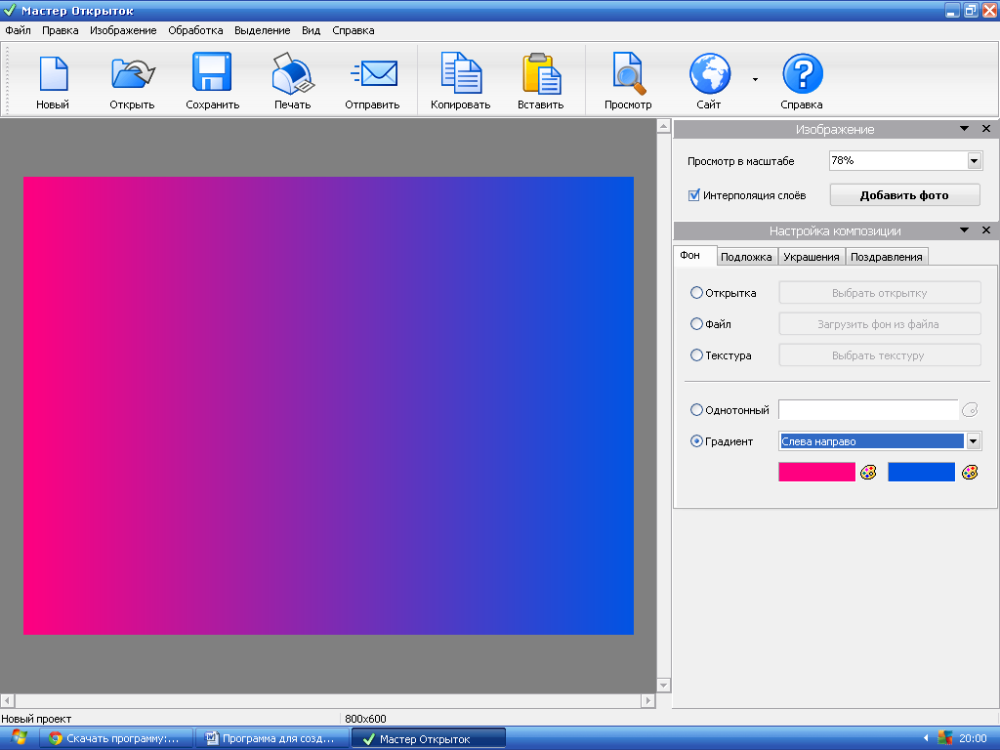 Мастер Открыток
Файл Правка Изображение Обработка Выделение Вид Справка
Новый Открыть Сохранить Печать Отправить Копировать Вставить Просмотр Сайт Справка
Изображение
Просмотр в масштабе 78%
Интерполяция слоёв Добавить фото
Настройка композиции
Фон Подложка Украшения Поздравления
Открытка Выбрать открытку
Файл Загрузить фон из файла
Текстура Выбрать текстуру
Однотонный
Градиент Слева направо
Новый проект 800x600
Скачать программу:... Программа для созд... Мастер Открыток 20:00